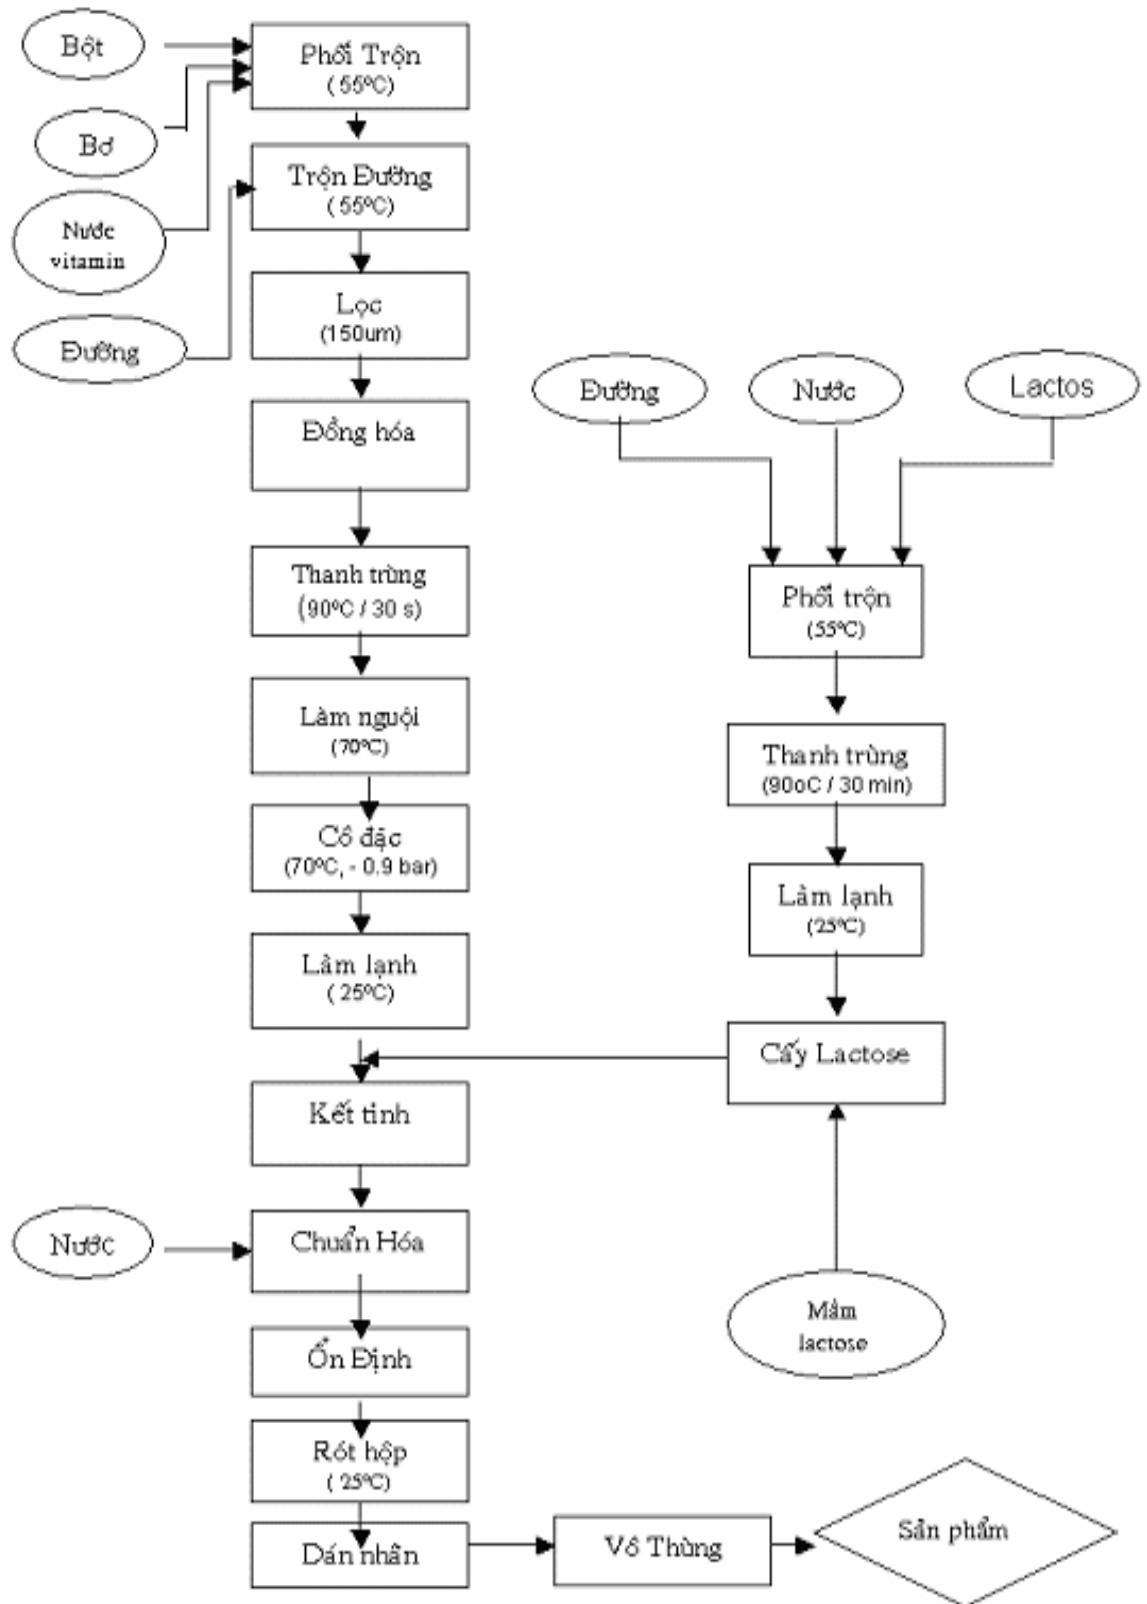 Bột
Phối Trộn
( 55ºC)
Bơ
Trộn Đường
( 55ºC)
Nước
vitamin
Lọc
(150um)
Đường
Đường
Nước
Lactos
Đồng hóa
Thanh trùng
(90ºC / 30 s)
Phối trộn
(55ºC)
Làm nguội
(70ºC)
Thanh trùng
(90oC / 30 min)
Cô đặc
(70ºC, - 0.9 bar)
Làm lạnh
(25ºC)
Làm lạnh
( 25ºC)
Cấy Lactose
Kết tinh
Nước
Chuẩn Hóa
Mầm
lactose
Ổn Định
Rót hộp
( 25ºC)
Dán nhãn
Vô Thùng
Sản phẩm